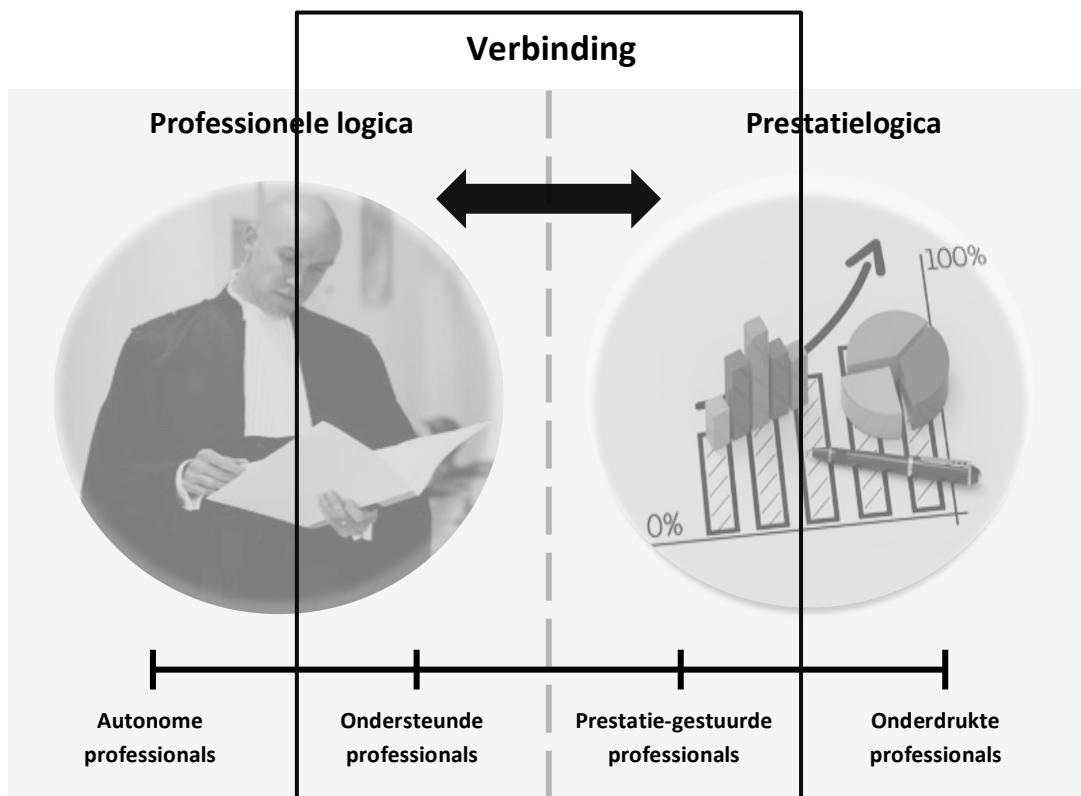 Verbinding
Professionele logica
Prestatielogica
100%
0%
Autonome
professionals
Ondersteunde
professionals
Prestatie-gestuurde
professionals
Onderdrukte
professionals